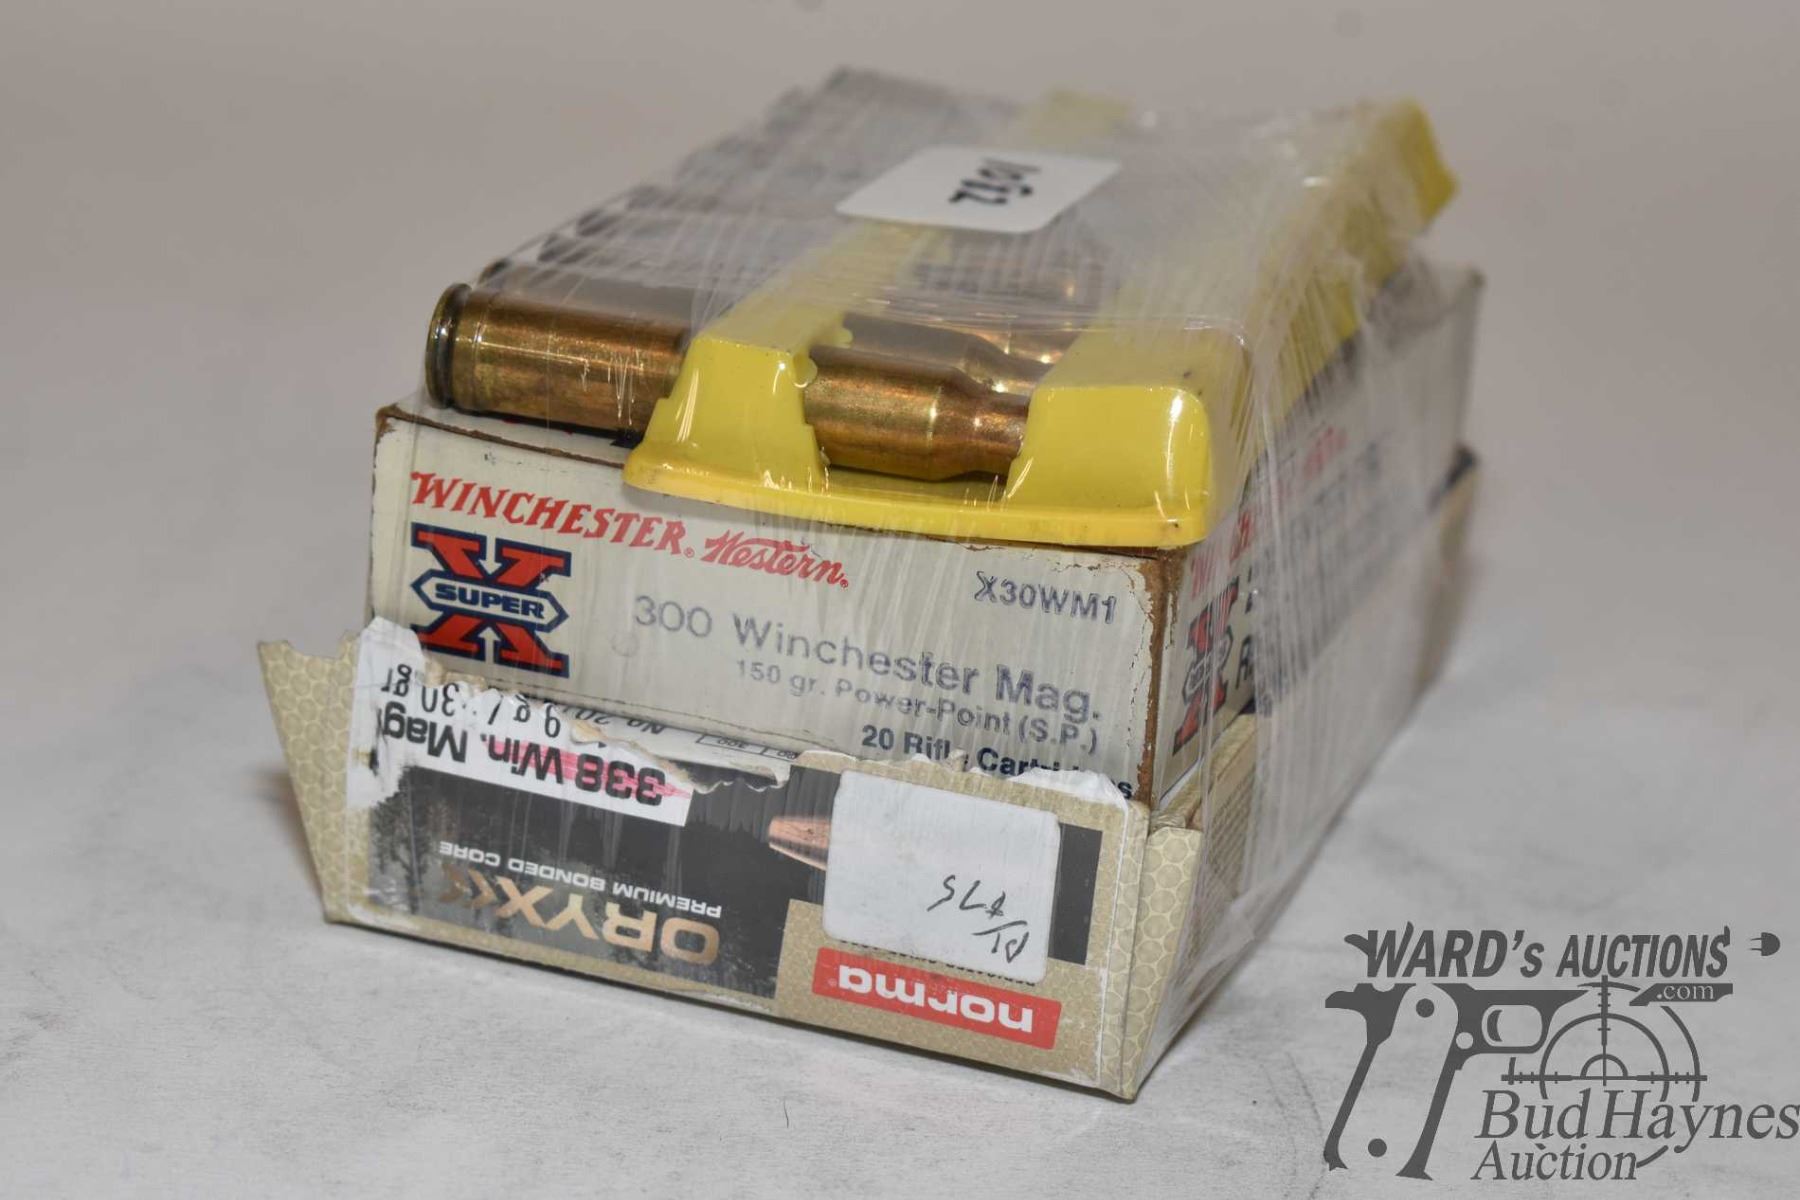 1082
WINCHESTER® Western®
SUPER X
X30WM1
300 Winchester Mag.
150 gr. Power-Point (S.P.)
20 Rifle Cartridges
norma
ORYX
PREMIUM BONDED CORE
338 Win. Mag
WARD's AUCTIONS
.com
Bud Haynes
Auction